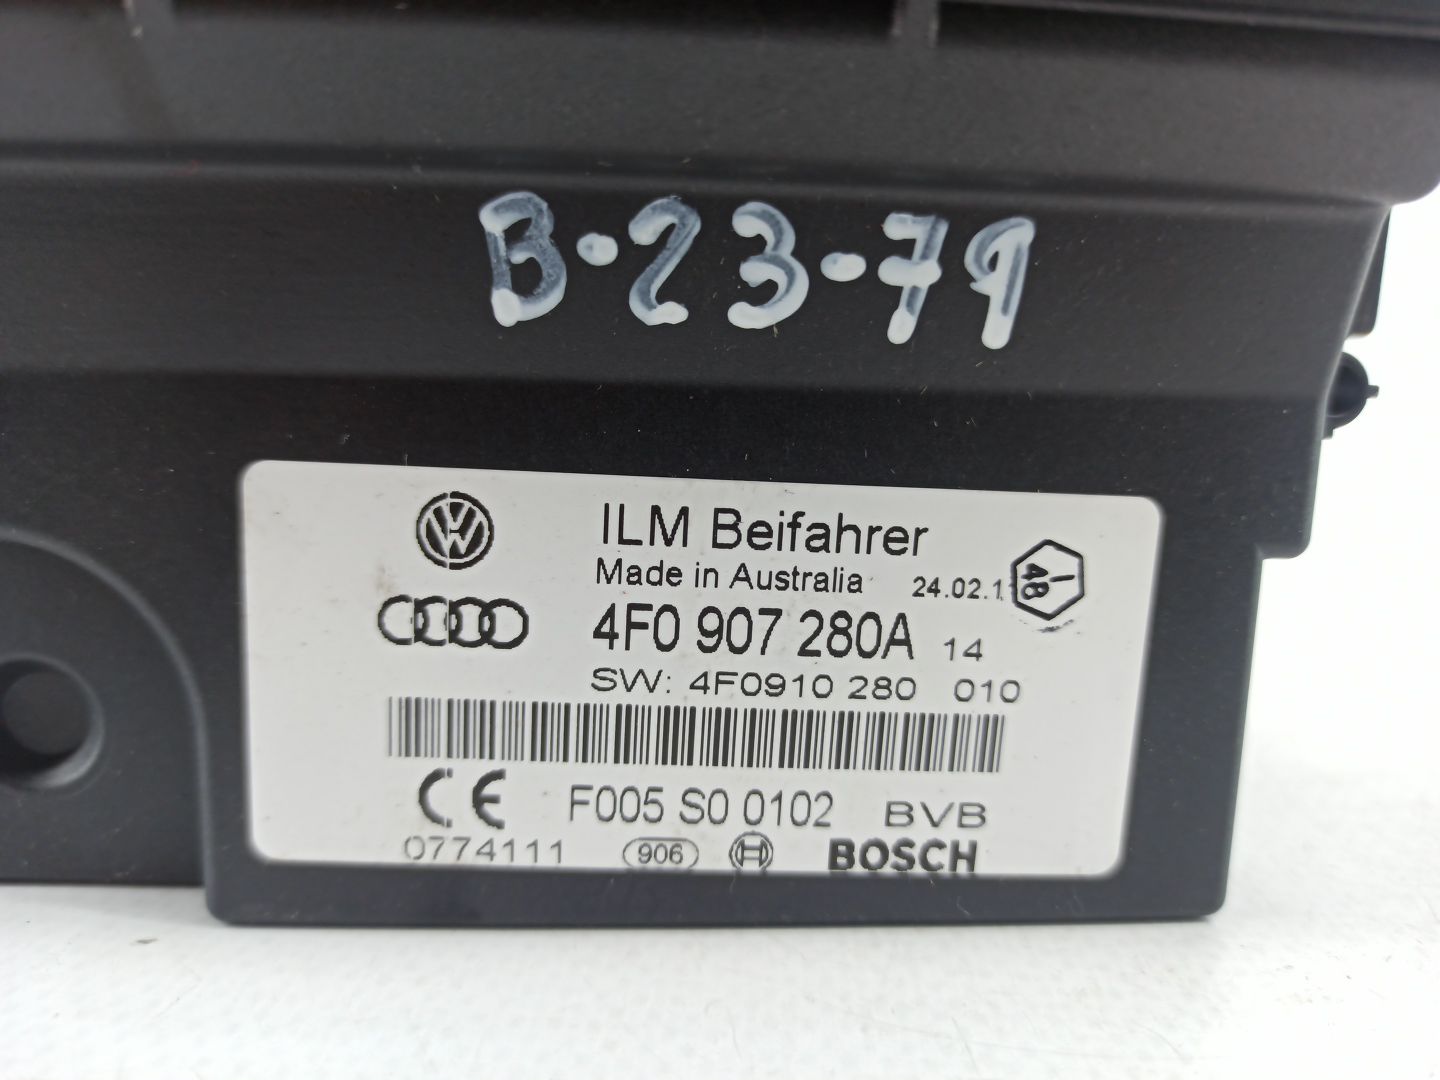 B-23-79
ILM Beifahrer
Made in Australia
24.02.1
48
4F0 907 280A 14
SW: 4F0910 280 010
CE F005 S0 0102 BVB
0774111 906 BOSCH